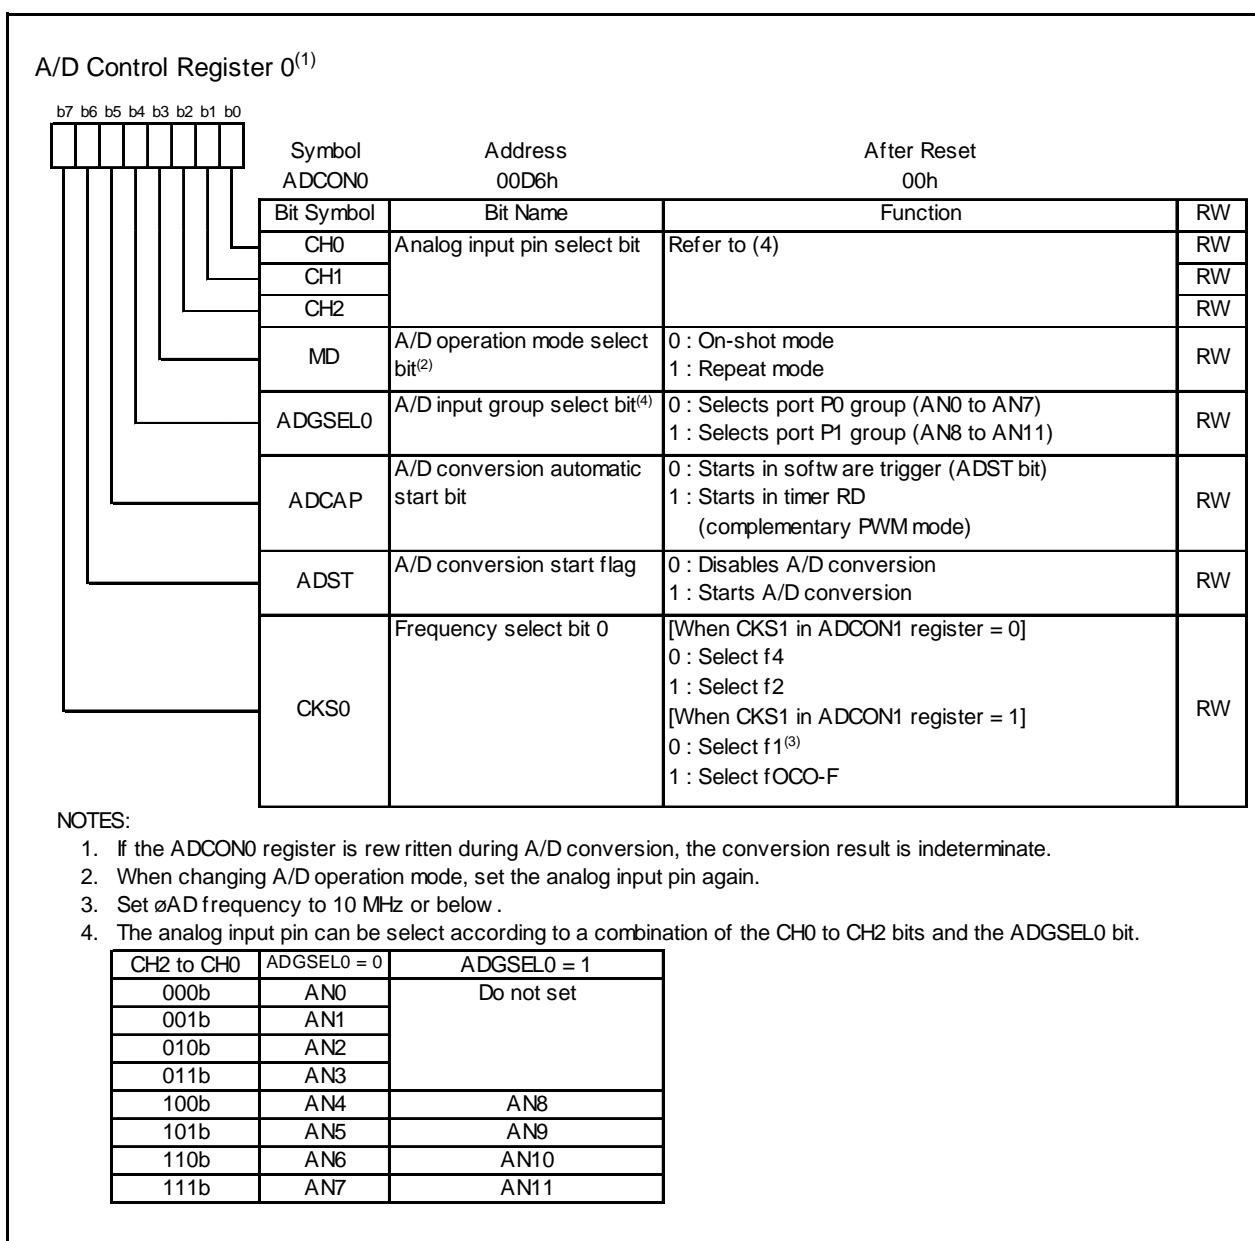 A/D Control Register 0(1)
b7 b6 b5 b4 b3 b2 b1 b0
Symbol Address After Reset
ADCON0 00D6h 00h
Bit Symbol Bit Name Function RW
CH0 Analog input pin select bit Refer to (4) RW
CH1 RW
CH2 RW
MD A/D operation mode select bit(2) 0 : On-shot mode
1 : Repeat mode RW
ADGSEL0 A/D input group select bit(4) 0 : Selects port P0 group (AN0 to AN7)
1 : Selects port P1 group (AN8 to AN11) RW
ADCAP A/D conversion automatic start bit 0 : Starts in software trigger (ADST bit)
1 : Starts in timer RD
(complementary PWM mode) RW
ADST A/D conversion start flag 0 : Disables A/D conversion
1 : Starts A/D conversion RW
CKS0 Frequency select bit 0 [When CKS1 in ADCON1 register = 0]
0 : Select f4
1 : Select f2
[When CKS1 in ADCON1 register = 1]
0 : Select f1(3)
1 : Select fOCO-F RW
NOTES:
1. If the ADCON0 register is rewritten during A/D conversion, the conversion result is indeterminate.
2. When changing A/D operation mode, set the analog input pin again.
3. Set øAD frequency to 10 MHz or below.
4. The analog input pin can be select according to a combination of the CH0 to CH2 bits and the ADGSEL0 bit.
CH2 to CH0 ADGSEL0 = 0 ADGSEL0 = 1
000b AN0 Do not set
001b AN1
010b AN2
011b AN3
100b AN4 AN8
101b AN5 AN9
110b AN6 AN10
111b AN7 AN11